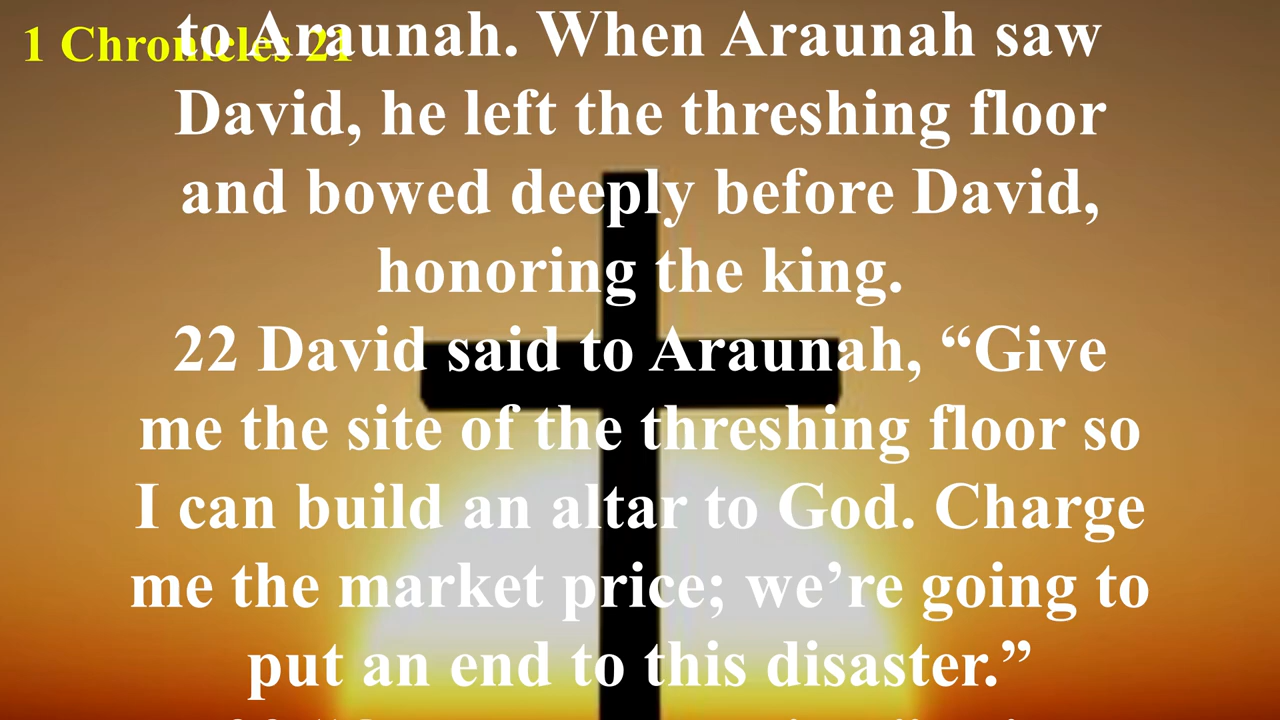 1 Chronicles 21
to Araunah. When Araunah saw
David, he left the threshing floor
and bowed deeply before David,
honoring the king.
22 David said to Araunah, “Give
me the site of the threshing floor so
I can build an altar to God. Charge
me the market price; we’re going to
put an end to this disaster.”